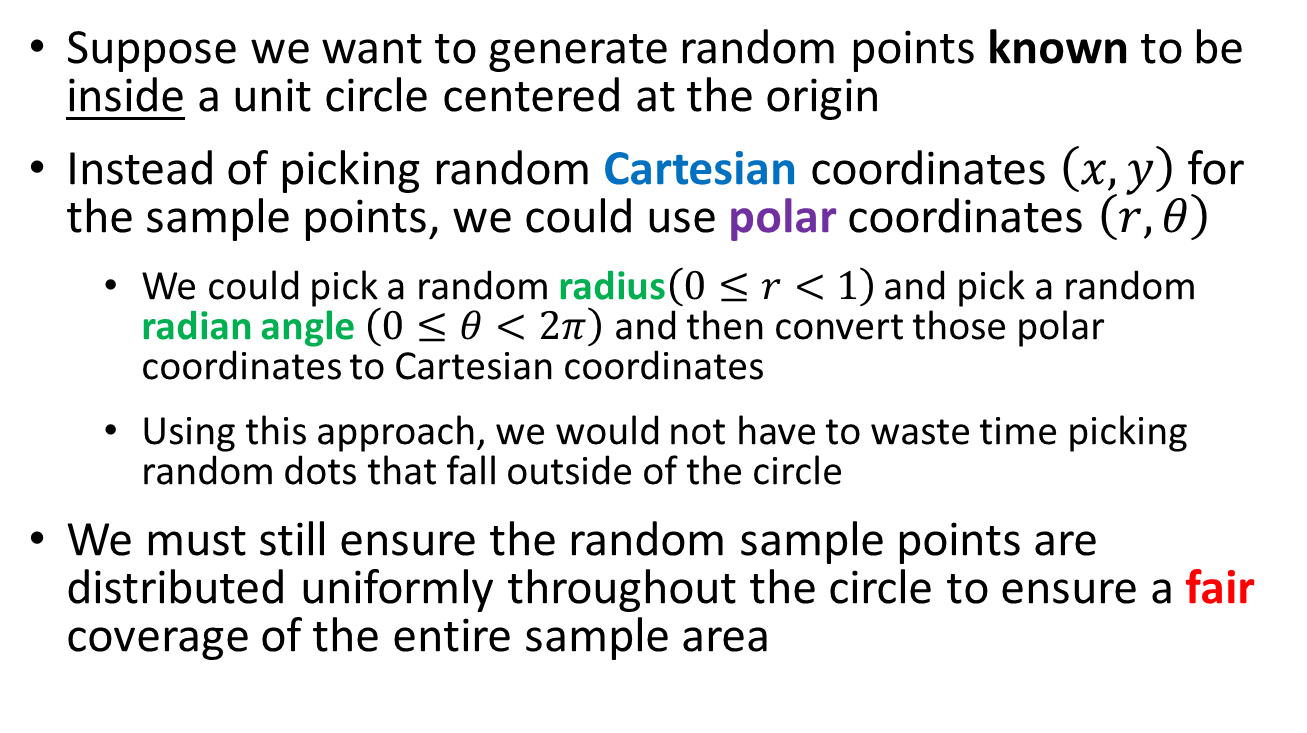 • Suppose we want to generate random points known to be
inside a unit circle centered at the origin
• Instead of picking random Cartesian coordinates (x, y) for
the sample points, we could use polar coordinates (r, θ)
• We could pick a random radius(0 ≤ r < 1) and pick a random
radian angle (0 ≤ θ < 2π) and then convert those polar
coordinates to Cartesian coordinates
• Using this approach, we would not have to waste time picking
random dots that fall outside of the circle
• We must still ensure the random sample points are
distributed uniformly throughout the circle to ensure a fair
coverage of the entire sample area